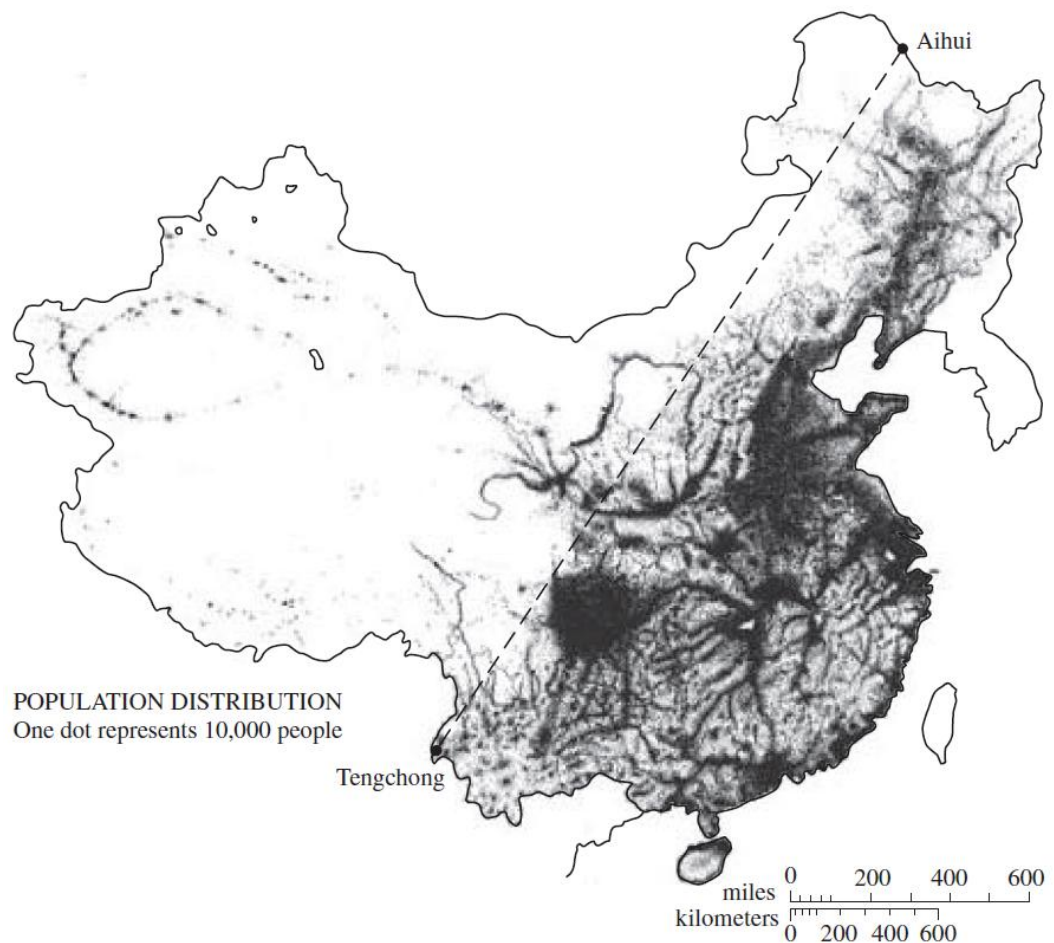 Aihui
POPULATION DISTRIBUTION
One dot represents 10,000 people
Tengchong
0 200 400 600
miles
kilometers
0 200 400 600